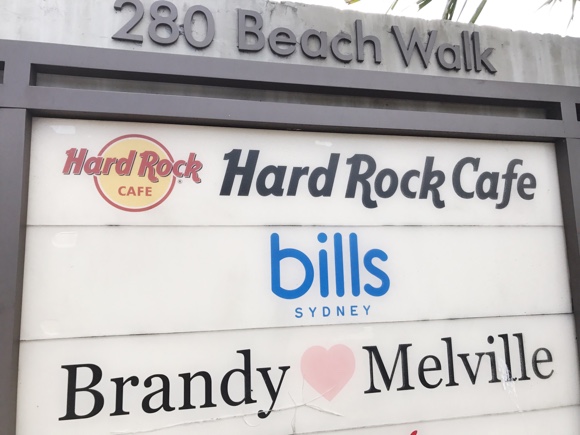 280 Beach Walk
Hard Rock
CAFE
Hard Rock Cafe
bills
SYDNEY
Brandy Melville